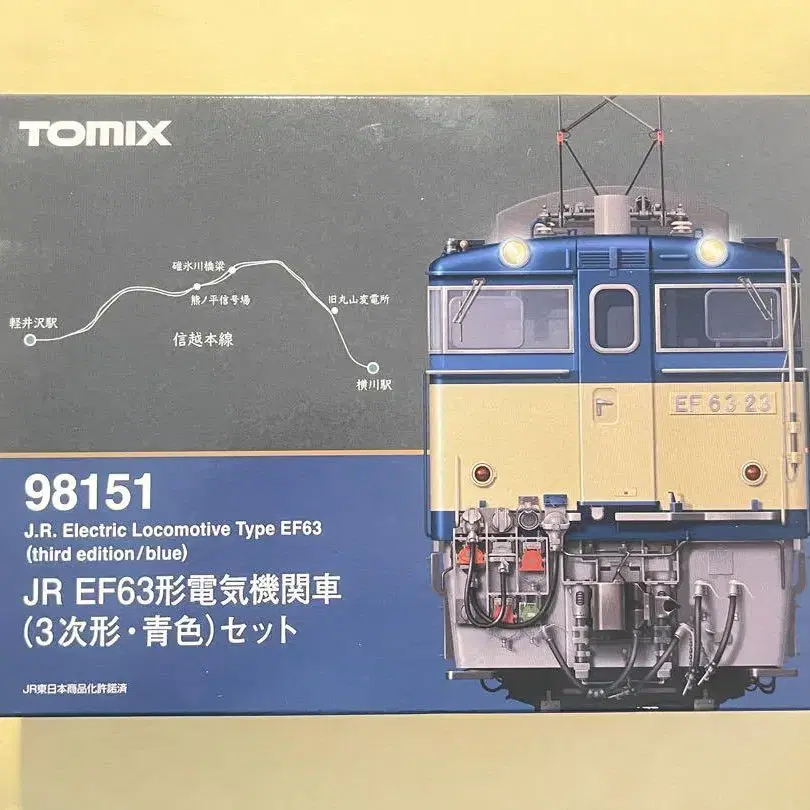 TOMIX
碓氷川橋梁
熊ノ平信号場
旧丸山変電所
軽井沢駅
信越本線
横川駅
EF 63 23
98151
J.R. Electric Locomotive Type EF63
(third edition/blue)
JR EF63形電気機関車
(3次形・青色)セット
JR東日本商品化許諾済